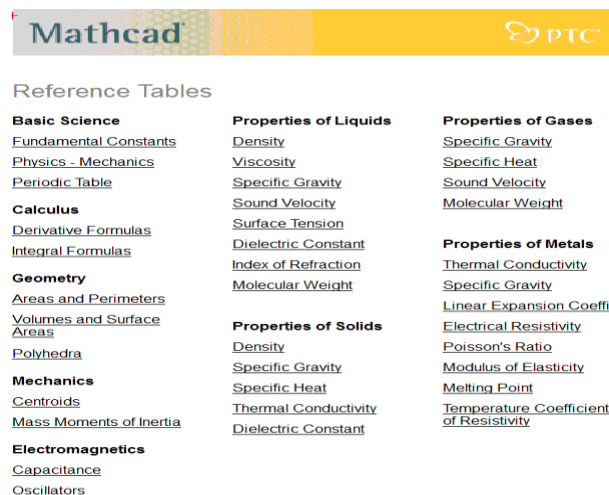 Mathcad
PTC
Reference Tables
Basic Science
Fundamental Constants
Physics - Mechanics
Periodic Table
Calculus
Derivative Formulas
Integral Formulas
Geometry
Areas and Perimeters
Volumes and Surface
Areas
Polyhedra
Mechanics
Centroids
Mass Moments of Inertia
Electromagnetics
Capacitance
Oscillators
Properties of Liquids
Density
Viscosity
Specific Gravity
Sound Velocity
Surface Tension
Dielectric Constant
Index of Refraction
Molecular Weight
Properties of Solids
Density
Specific Gravity
Specific Heat
Thermal Conductivity
Dielectric Constant
Properties of Gases
Specific Gravity
Specific Heat
Sound Velocity
Molecular Weight
Properties of Metals
Thermal Conductivity
Specific Gravity
Linear Expansion Coeffi
Electrical Resistivity
Poisson's Ratio
Modulus of Elasticity
Melting Point
Temperature Coefficient
of Resistivity